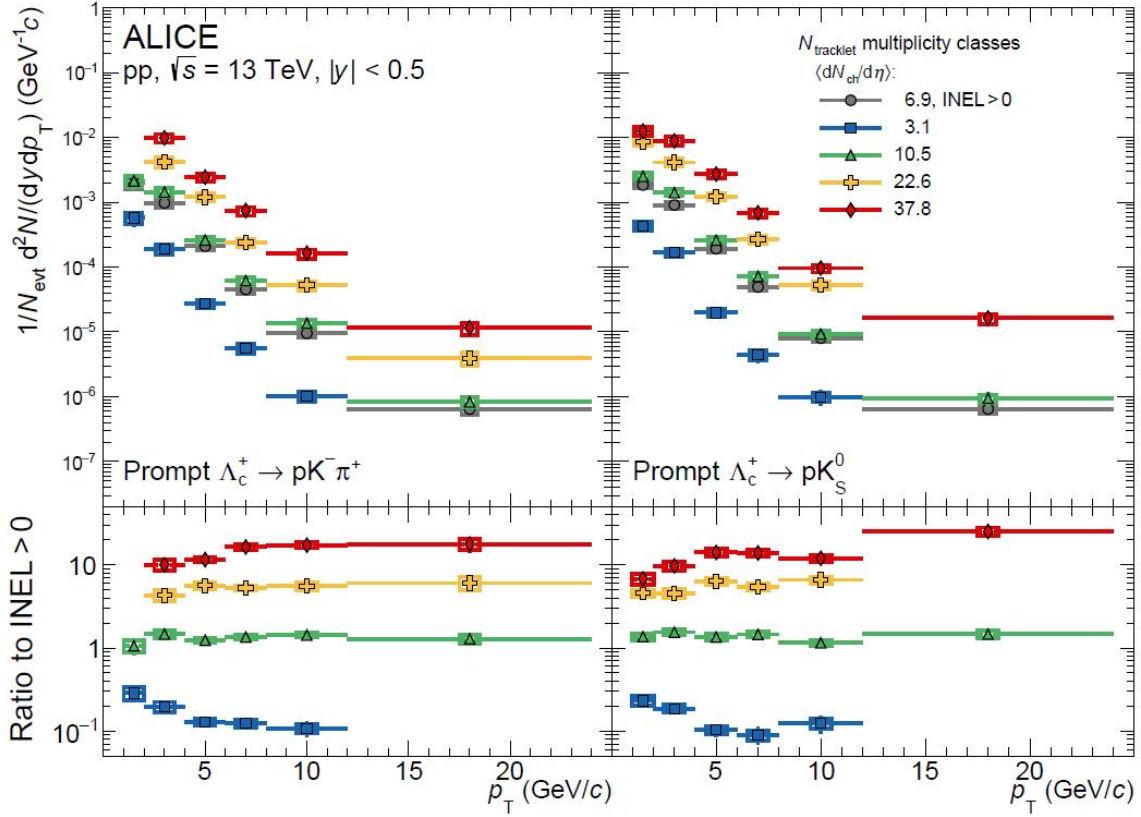 1/N_evt d²N/(dydp_T) (GeV⁻¹c)
1
10⁻¹
10⁻²
10⁻³
10⁻⁴
10⁻⁵
10⁻⁶
10⁻⁷
ALICE
pp, √s = 13 TeV, |y| < 0.5
Prompt Λ_c⁺ → pK⁻π⁺
N_tracklet multiplicity classes
⟨dN_ch/dη⟩:
6.9, INEL > 0
3.1
10.5
22.6
37.8
Prompt Λ_c⁺ → pK_S⁰
Ratio to INEL > 0
10
1
10⁻¹
5 10 15 20
p_T (GeV/c)
5 10 15 20
p_T (GeV/c)